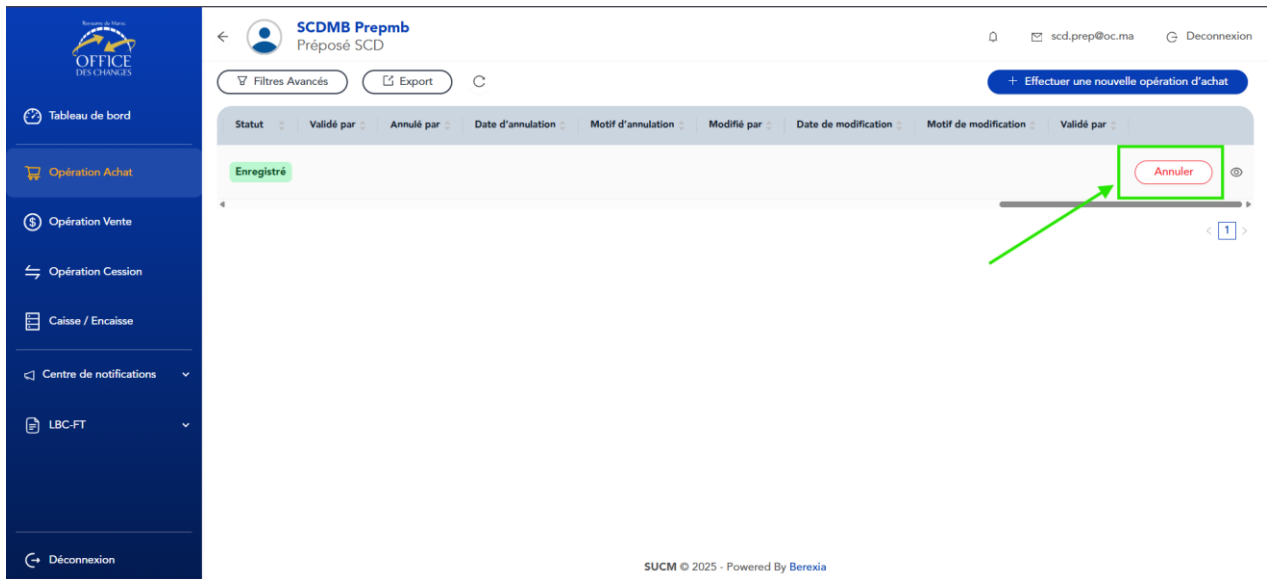 Royaume du Maroc
OFFICE
DES CHANGES
Tableau de bord
Opération Achat
Opération Vente
Opération Cession
Caisse / Encaisse
Centre de notifications
LBC-FT
Déconnexion
SCDMB Prepmb
Préposé SCD
scd.prep@oc.ma
Deconnexion
Filtres Avancés
Export
+ Effectuer une nouvelle opération d'achat
Statut Validé par Annulé par Date d'annulation Motif d'annulation Modifié par Date de modification Motif de modification Validé par
Enregistré
Annuler
< 1 >
SUCM © 2025 - Powered By Berexia